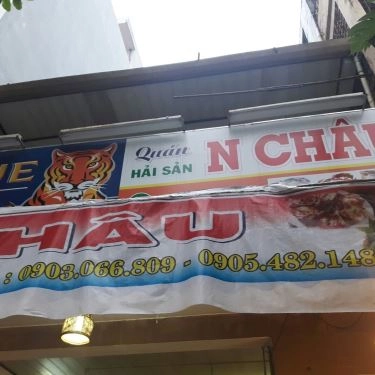 UE
Quán
HẢI SẢN
N CHÂU
HÂU
: 0903.066.809 - 0905.482.148